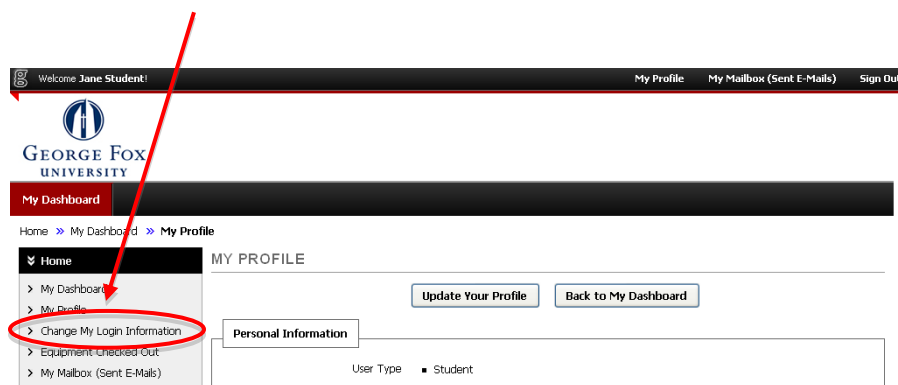 g Welcome Jane Student! My Profile My Mailbox (Sent E-Mails) Sign Out
GEORGE FOX
UNIVERSITY
My Dashboard
Home » My Dashboard » My Profile
Home
MY PROFILE
My Dashboard
Update Your Profile Back to My Dashboard
My Profile
Change My Login Information
Personal Information
Equipment Checked Out
User Type ▪ Student
My Mailbox (Sent E-Mails)